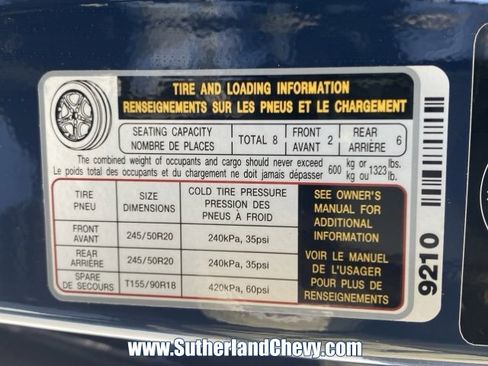 TIRE AND LOADING INFORMATION
RENSEIGNEMENTS SUR LES PNEUS ET LE CHARGEMENT
SEATING CAPACITY
NOMBRE DE PLACES
TOTAL 8
FRONT
AVANT 2
REAR
ARRIÈRE 6
The combined weight of occupants and cargo should never exceed
Le poids total des occupants et du chargement ne doit jamais dépasser
600 kg or 1323 lbs.
kg ou lb.
TIRE
PNEU
SIZE
DIMENSIONS
COLD TIRE PRESSURE
PRESSION DES
PNEUS À FROID
FRONT
AVANT
245/50R20
240kPa, 35psi
REAR
ARRIÈRE
245/50R20
240kPa, 35psi
SPARE
DE SECOURS
T155/90R18
420kPa, 60psi
SEE OWNER'S
MANUAL FOR
ADDITIONAL
INFORMATION
VOIR LE MANUEL
DE L'USAGER
POUR PLUS DE
RENSEIGNEMENTS
9210
www.SutherlandChevy.com